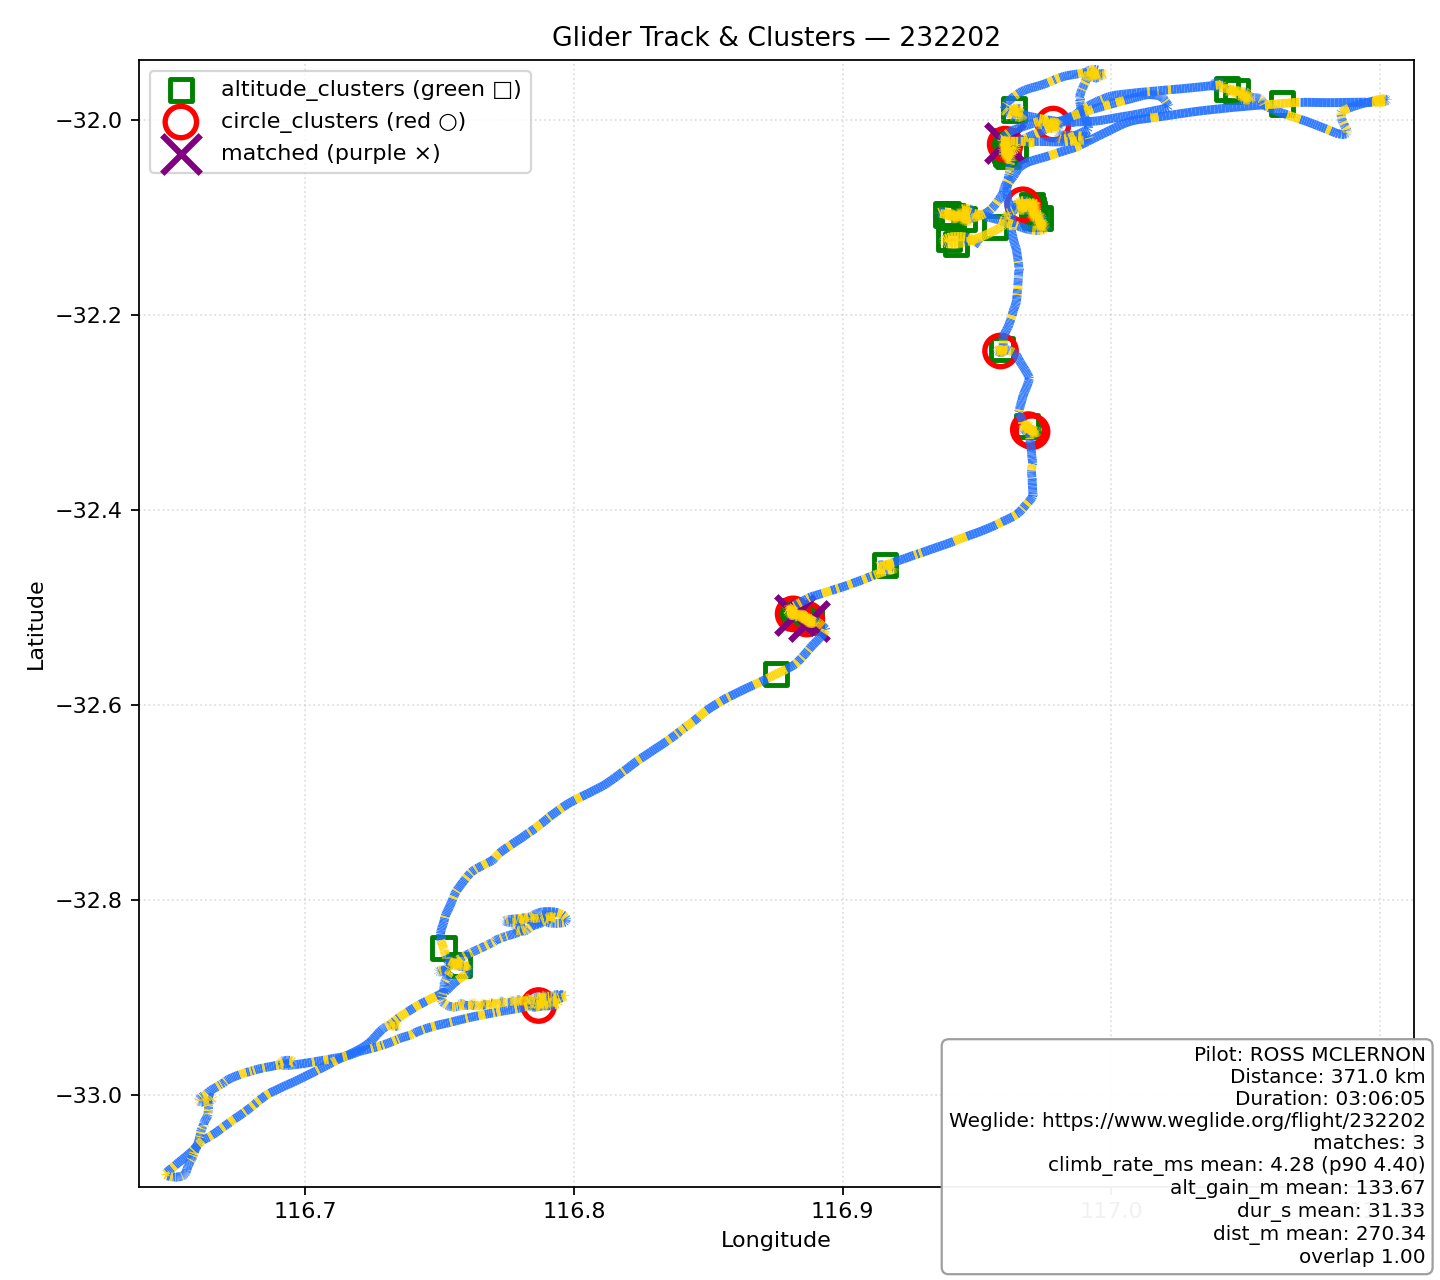 Glider Track & Clusters — 232202
altitude_clusters (green □)
circle_clusters (red ○)
matched (purple ×)
Latitude
−32.0
−32.2
−32.4
−32.6
−32.8
−33.0
116.7
116.8
116.9
117.0
Longitude
Pilot: ROSS MCLERNON
Distance: 371.0 km
Duration: 03:06:05
Weglide: https://www.weglide.org/flight/232202
matches: 3
climb_rate_ms mean: 4.28 (p90 4.40)
alt_gain_m mean: 133.67
dur_s mean: 31.33
dist_m mean: 270.34
overlap 1.00